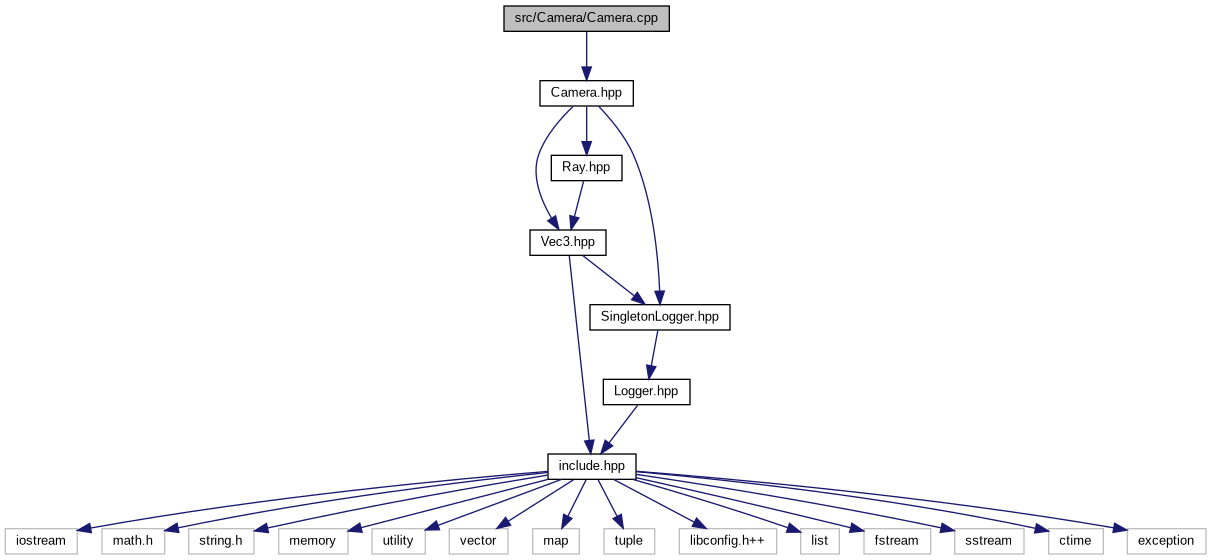 src/Camera/Camera.cpp
Camera.hpp
Ray.hpp
Vec3.hpp
SingletonLogger.hpp
Logger.hpp
include.hpp
iostream
math.h
string.h
memory
utility
vector
map
tuple
libconfig.h++
list
fstream
sstream
ctime
exception